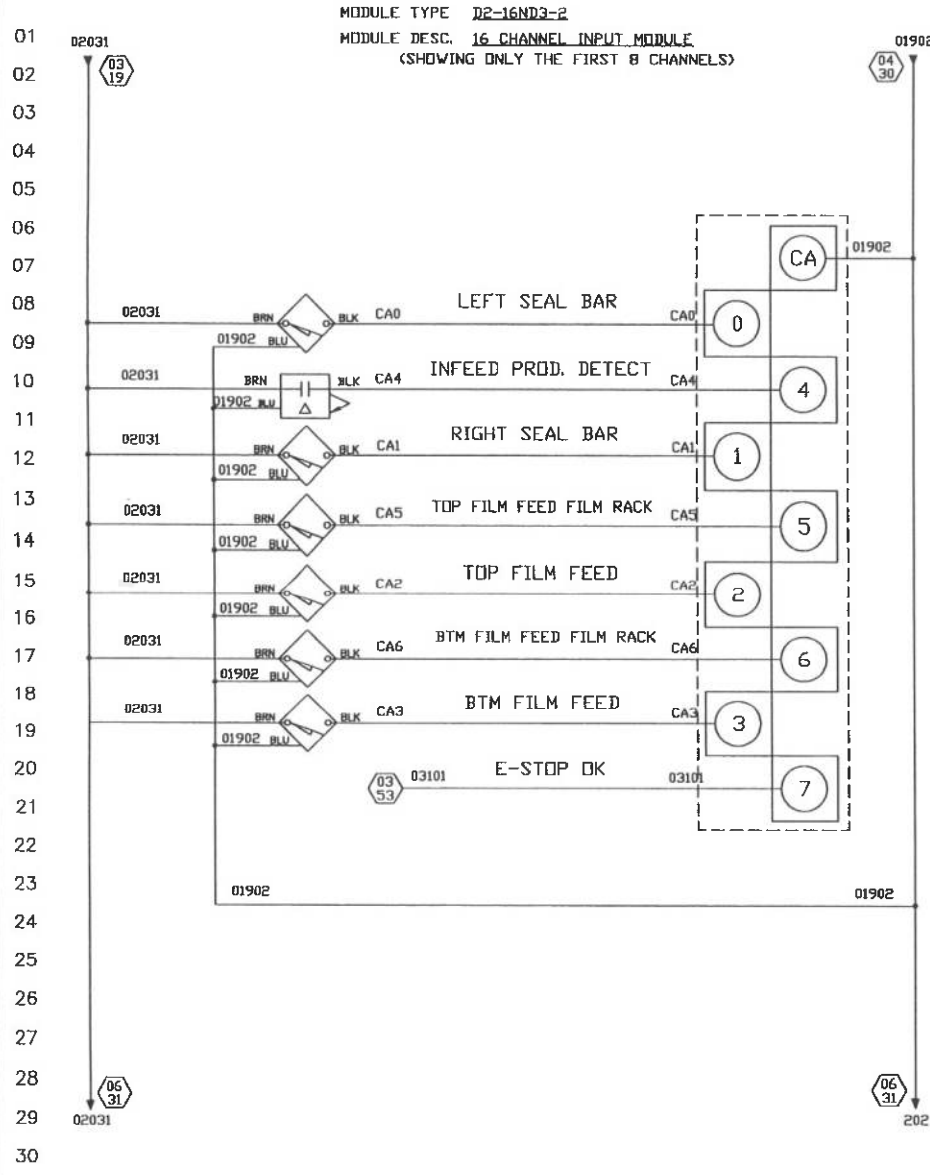 MODULE TYPE D2-16ND3-2
01 02031 MODULE DESC. 16 CHANNEL INPUT MODULE 01902
(SHOWING ONLY THE FIRST 8 CHANNELS)
02 03 19 04 30
03
04
05
06
07 CA 01902
08 02031 BRN BLK CA0 LEFT SEAL BAR CA0 0
09 01902 BLU
10 02031 BRN BLK CA4 INFEED PROD. DETECT CA4 4
11 01902 BLU
12 02031 BRN BLK CA1 RIGHT SEAL BAR CA1 1
01902 BLU
13 02031 BRN BLK CA5 TOP FILM FEED FILM RACK CA5 5
14 01902 BLU
15 02031 BRN BLK CA2 TOP FILM FEED CA2 2
16 01902 BLU
17 02031 BRN BLK CA6 BTM FILM FEED FILM RACK CA6 6
01902 BLU
18
19 02031 BRN BLK CA3 BTM FILM FEED CA3 3
01902 BLU
20 03 53 03101 E-STOP OK 03101 7
21
22
23 01902 01902
24
25
26
27
28 06 31 06 31
29 02031 202
30